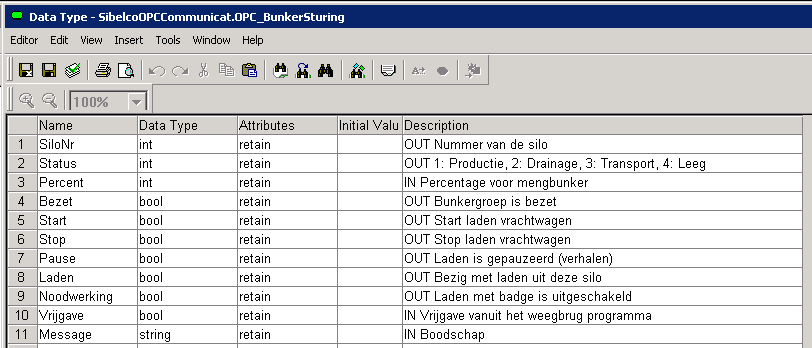 Data Type - SibelcoOPCCommunicat.OPC_BunkerSturing
Editor Edit View Insert Tools Window Help
100%
Name Data Type Attributes Initial Valu Description
1 SiloNr int retain OUT Nummer van de silo
2 Status int retain OUT 1: Productie, 2: Drainage, 3: Transport, 4: Leeg
3 Percent int retain IN Percentage voor mengbunker
4 Bezet bool retain OUT Bunkergroep is bezet
5 Start bool retain OUT Start laden vrachtwagen
6 Stop bool retain OUT Stop laden vrachtwagen
7 Pause bool retain OUT Laden is gepauzeerd (verhalen)
8 Laden bool retain OUT Bezig met laden uit deze silo
9 Noodwerking bool retain OUT Laden met badge is uitgeschakeld
10 Vrijgave bool retain IN Vrijgave vanuit het weegbrug programma
11 Message string retain IN Boodschap